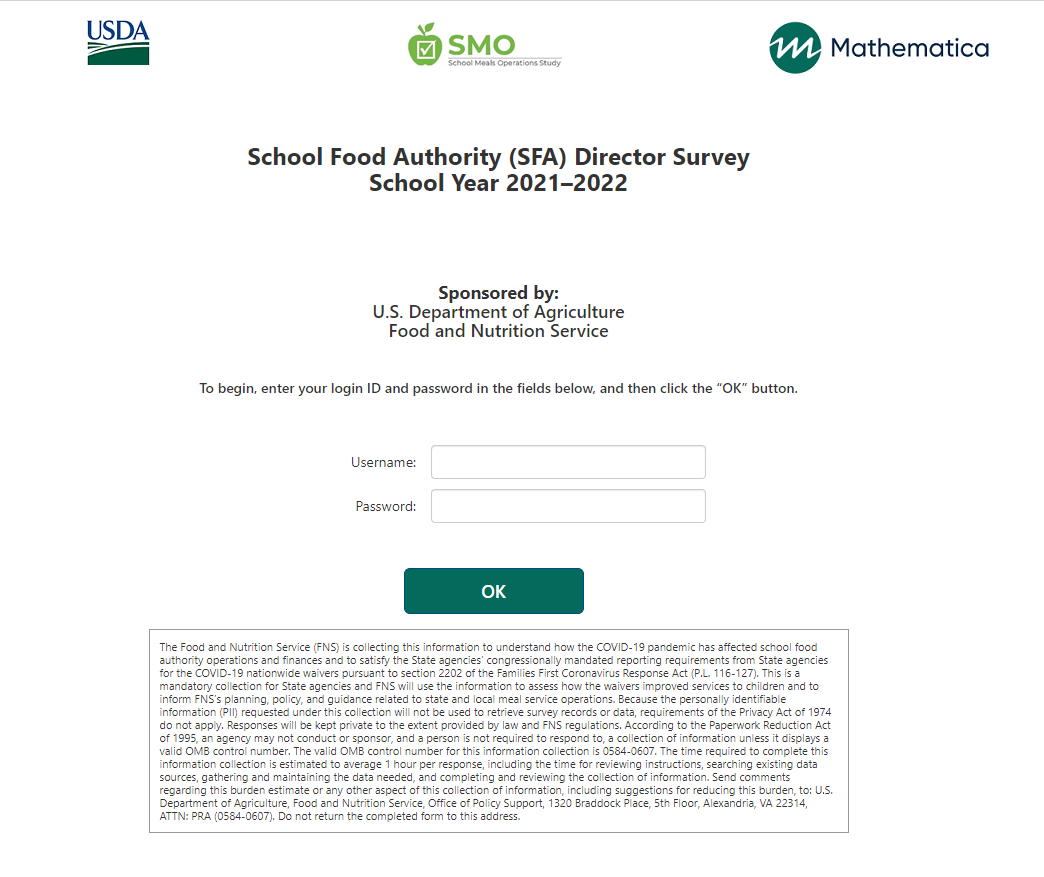 USDA
SMO
School Meals Operations Study
Mathematica
School Food Authority (SFA) Director Survey
School Year 2021–2022
Sponsored by:
U.S. Department of Agriculture
Food and Nutrition Service
To begin, enter your login ID and password in the fields below, and then click the “OK” button.
Username:
Password:
OK
The Food and Nutrition Service (FNS) is collecting this information to understand how the COVID-19 pandemic has affected school food
authority operations and finances and to satisfy the State agencies’ congressionally mandated reporting requirements from State agencies
for the COVID-19 nationwide waivers pursuant to section 2202 of the Families First Coronavirus Response Act (P.L. 116-127). This is a
mandatory collection for State agencies and FNS will use the information to assess how the waivers improved services to children and to
inform FNS’s planning, policy, and guidance related to state and local meal service operations. Because the personally identifiable
information (PII) requested under this collection will not be used to retrieve survey records or data, requirements of the Privacy Act of 1974
do not apply. Responses will be kept private to the extent provided by law and FNS regulations. According to the Paperwork Reduction Act
of 1995, an agency may not conduct or sponsor, and a person is not required to respond to, a collection of information unless it displays a
valid OMB control number. The valid OMB control number for this information collection is 0584-0607. The time required to complete this
information collection is estimated to average 1 hour per response, including the time for reviewing instructions, searching existing data
sources, gathering and maintaining the data needed, and completing and reviewing the collection of information. Send comments
regarding this burden estimate or any other aspect of this collection of information, including suggestions for reducing this burden, to: U.S.
Department of Agriculture, Food and Nutrition Service, Office of Policy Support, 1320 Braddock Place, 5th Floor, Alexandria, VA 22314,
ATTN: PRA (0584-0607). Do not return the completed form to this address.